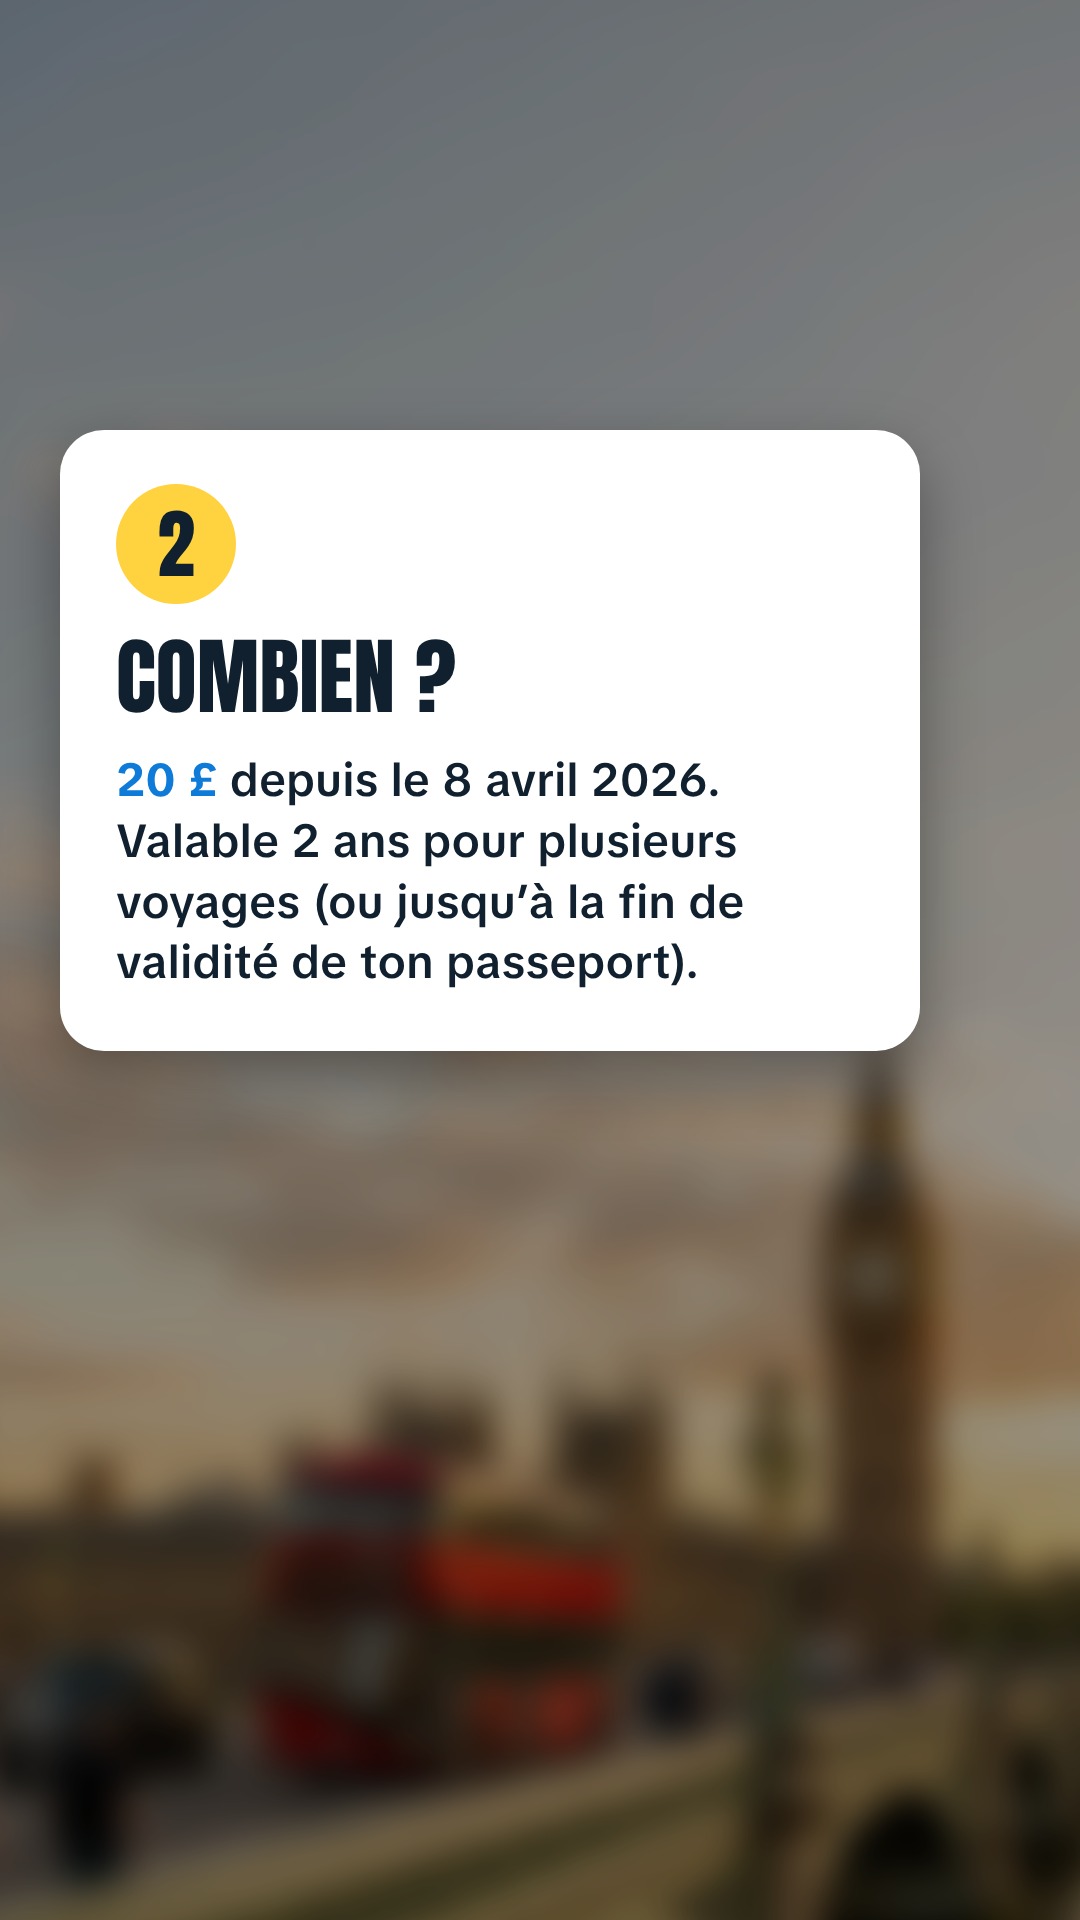 2
COMBIEN ?
20 £ depuis le 8 avril 2026.
Valable 2 ans pour plusieurs
voyages (ou jusqu’à la fin de
validité de ton passeport).